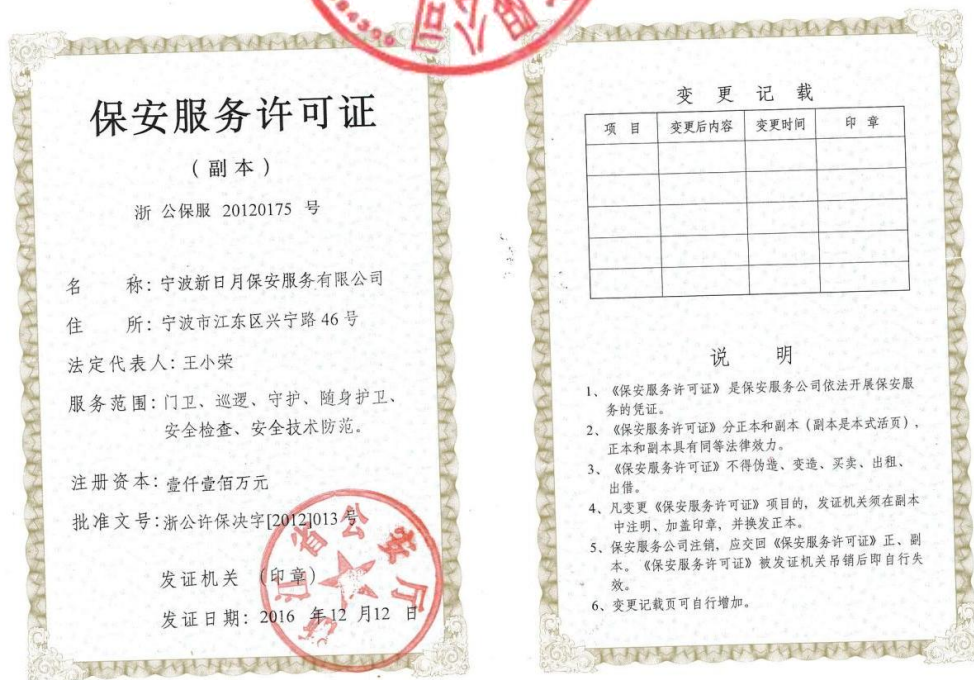 保安服务许可证
（副本）
浙 公保服 20120175 号
名 称：宁波新日月保安服务有限公司
住 所：宁波市江东区兴宁路 46 号
法定代表人：王小荣
服务范围：门卫、巡逻、守护、随身护卫、
安全检查、安全技术防范。
注册资本：壹仟壹佰万元
批准文号：浙公许保决字[2012]013号
发证机关 （印章）
发证日期：2016 年12 月12 日
浙江省公安厅
变更记载
项 目 变更后内容 变更时间 印 章
说 明
1、《保安服务许可证》是保安服务公司依法开展保安服
务的凭证。
2、《保安服务许可证》分正本和副本（副本是本式活页），
正本和副本具有同等法律效力。
3、《保安服务许可证》不得伪造、变造、买卖、出租、
出借。
4、凡变更《保安服务许可证》项目的，发证机关须在副本
中注明、加盖印章，并换发正本。
5、保安服务公司注销，应交回《保安服务许可证》正、副
本。《保安服务许可证》被发证机关吊销后即自行失
效。
6、变更记载页可自行增加。